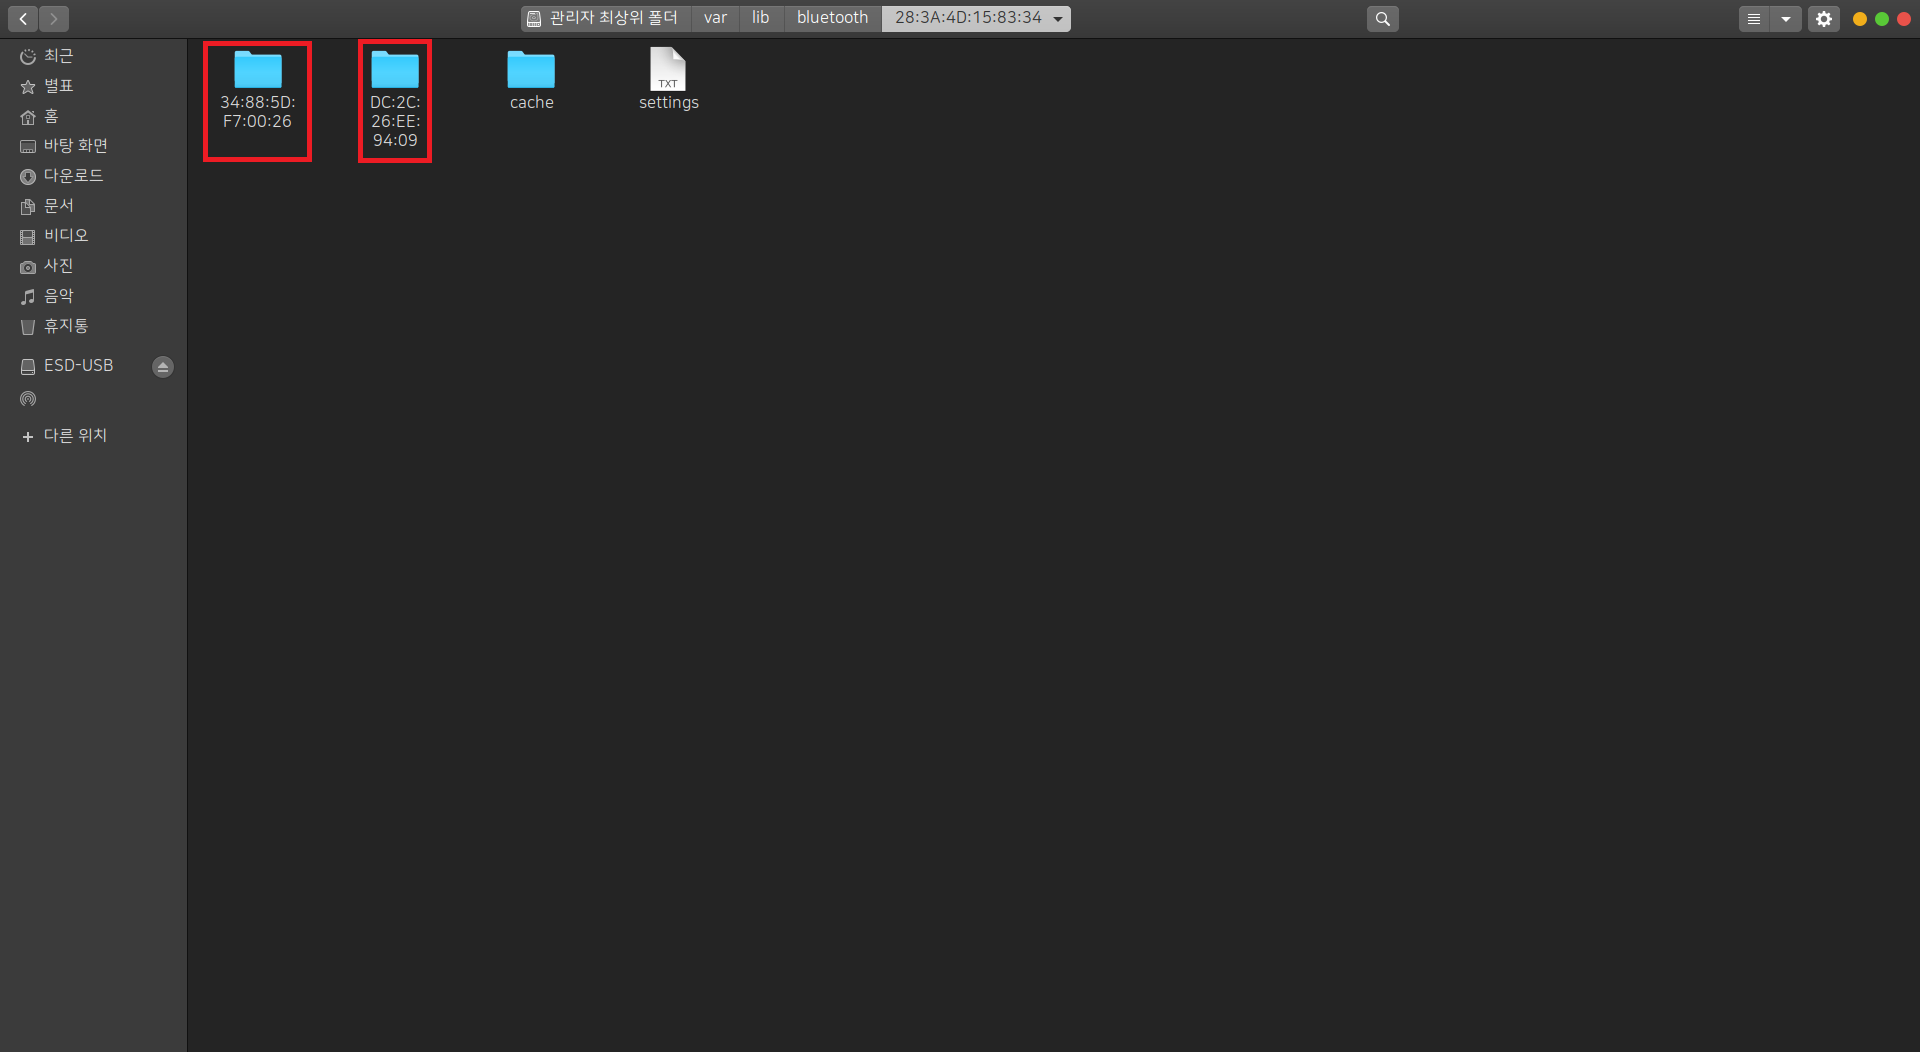 관리자 최상위 폴더 var lib bluetooth 28:3A:4D:15:83:34
최근
별표
홈
바탕 화면
다운로드
문서
비디오
사진
음악
휴지통
ESD-USB
다른 위치
34:88:5D:
F7:00:26
DC:2C:
26:EE:
94:09
cache
TXT
settings